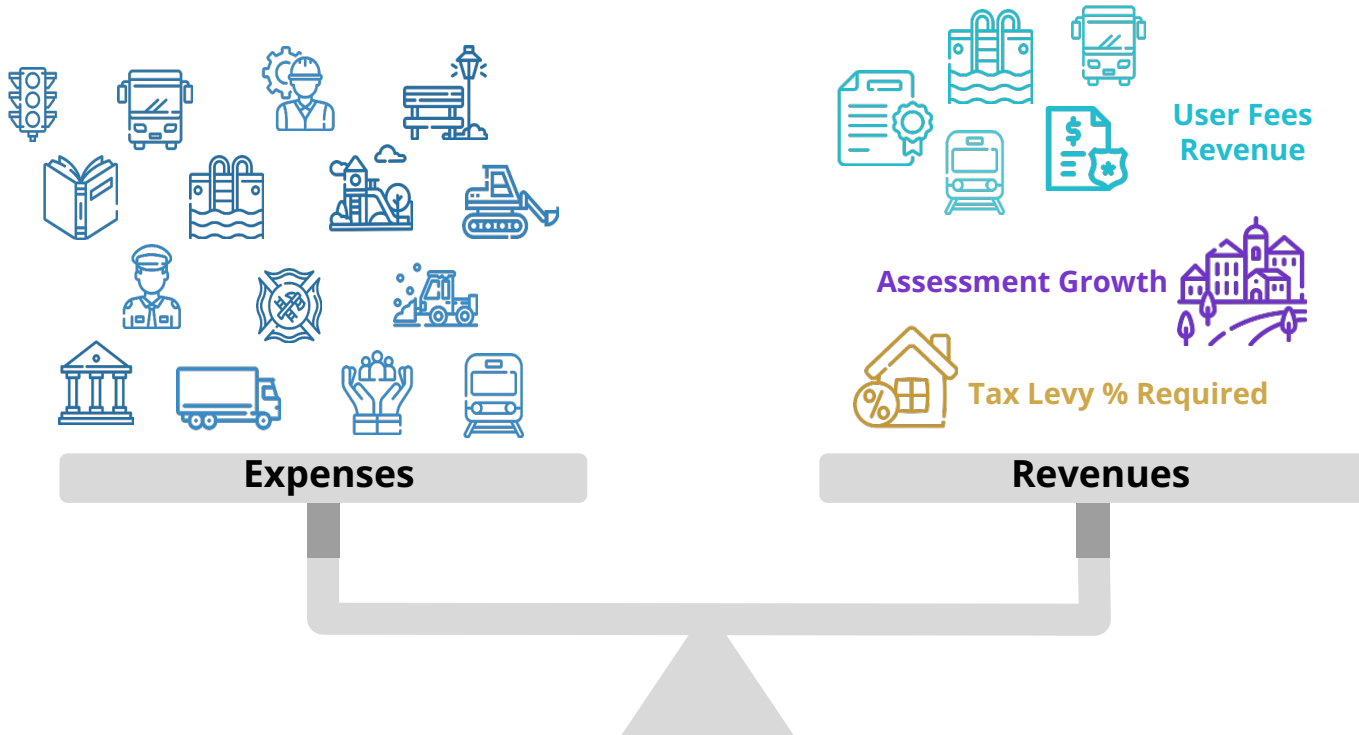 User Fees
Revenue
Assessment Growth
Tax Levy % Required
Expenses
Revenues